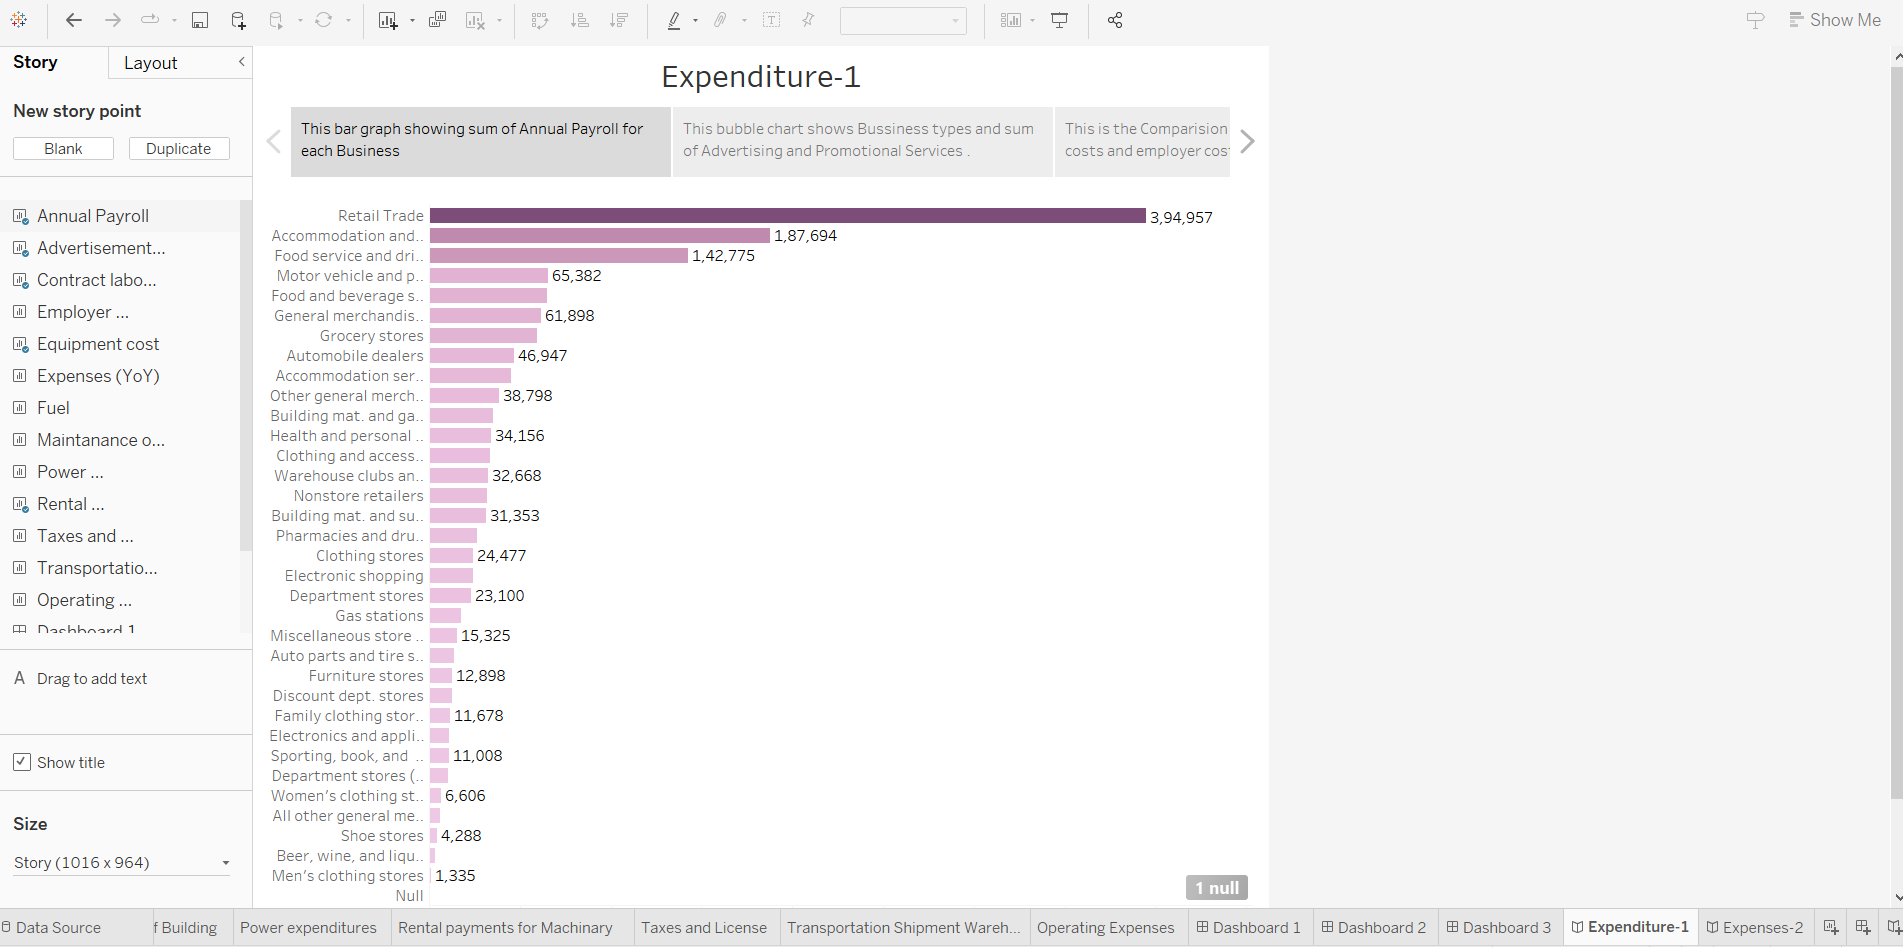 Show Me
Story
Layout
New story point
Blank
Duplicate
Annual Payroll
Advertisement...
Contract labo...
Employer ...
Equipment cost
Expenses (YoY)
Fuel
Maintanance o...
Power ...
Rental ...
Taxes and ...
Transportatio...
Operating ...
Dashboard 1
A Drag to add text
Show title
Size
Story (1016 x 964)
Expenditure-1
This bar graph showing sum of Annual Payroll for
each Business
This bubble chart shows Bussiness types and sum
of Advertising and Promotional Services .
This is the Comparision
costs and employer cos
Retail Trade 3,94,957
Accommodation and.. 1,87,694
Food service and dri.. 1,42,775
Motor vehicle and p.. 65,382
Food and beverage s..
General merchandis.. 61,898
Grocery stores
Automobile dealers 46,947
Accommodation ser..
Other general merch.. 38,798
Building mat. and ga..
Health and personal .. 34,156
Clothing and access..
Warehouse clubs an.. 32,668
Nonstore retailers
Building mat. and su.. 31,353
Pharmacies and dru..
Clothing stores 24,477
Electronic shopping
Department stores 23,100
Gas stations
Miscellaneous store .. 15,325
Auto parts and tire s..
Furniture stores 12,898
Discount dept. stores
Family clothing stor.. 11,678
Electronics and appli..
Sporting, book, and .. 11,008
Department stores (..
Women's clothing st.. 6,606
All other general me..
Shoe stores 4,288
Beer, wine, and liqu..
Men's clothing stores 1,335
Null
1 null
Data Source
f Building
Power expenditures
Rental payments for Machinary
Taxes and License
Transportation Shipment Wareh...
Operating Expenses
Dashboard 1
Dashboard 2
Dashboard 3
Expenditure-1
Expenses-2